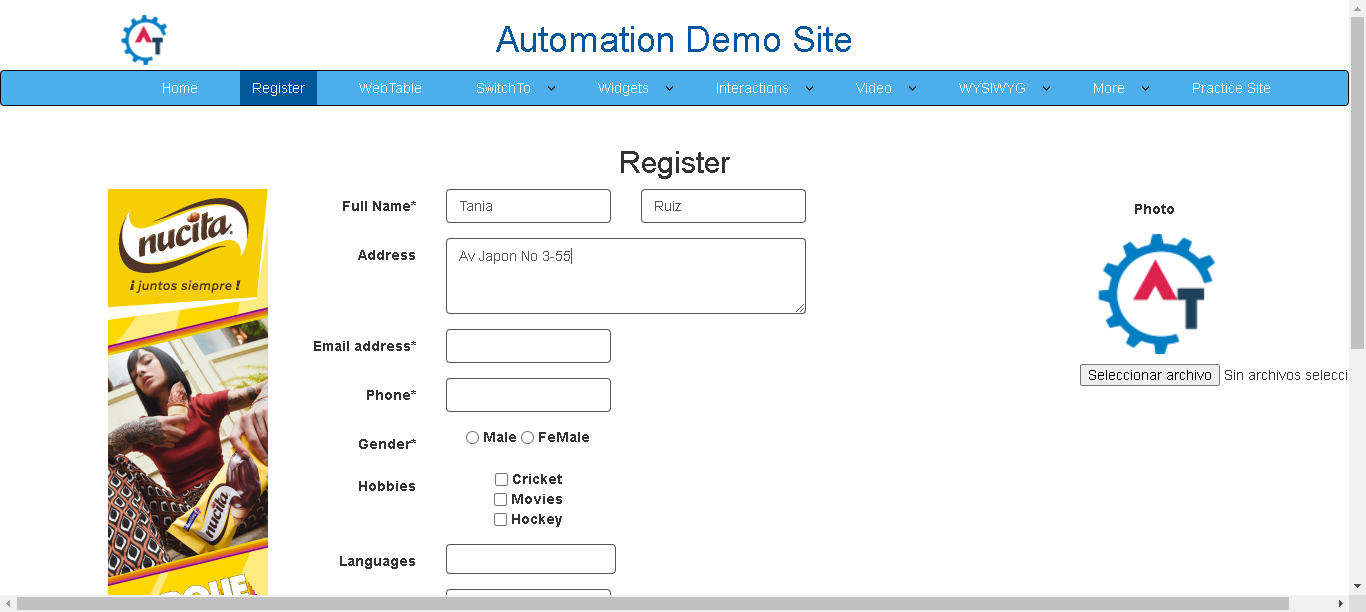 AT
Automation Demo Site
Home Register WebTable SwitchTo Widgets Interactions Video WYSIWYG More Practice Site
Register
nucita.
¡juntos siempre!
nucita
Full Name* Tania Ruiz
Photo
Address Av Japon No 3-55
AT
Email address*
Seleccionar archivo Sin archivos selecci
Phone*
Gender* Male FeMale
Hobbies Cricket
Movies
Hockey
Languages